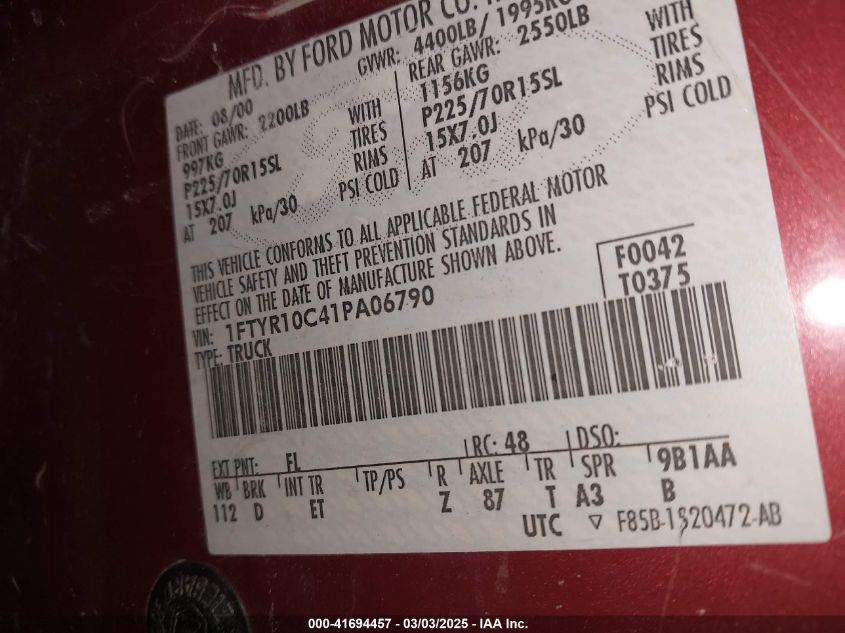 MFD. BY FORD MOTOR CO.
DATE: 08/00 GVWR: 4400LB/ 1995KG
FRONT GAWR: 2200LB REAR GAWR: 2550LB
997KG WITH 1156KG WITH
P225/70R15SL TIRES P225/70R15SL TIRES
15X7.0J RIMS 15X7.0J RIMS
AT 207 kPa/30 PSI COLD AT 207 kPa/30 PSI COLD
THIS VEHICLE CONFORMS TO ALL APPLICABLE FEDERAL MOTOR
VEHICLE SAFETY AND THEFT PREVENTION STANDARDS IN
EFFECT ON THE DATE OF MANUFACTURE SHOWN ABOVE.
VIN: 1FTYR10C41PA06790
TYPE: TRUCK
F0042
T0375
EXT PNT: FL RC: 48 DSO:
WB BRK INT TR TP/PS R AXLE TR SPR 9B1AA
112 D ET Z 87 T A3 B
UTC ▽ F85B-1520472-AB
000-41694457 - 03/03/2025 - IAA Inc.